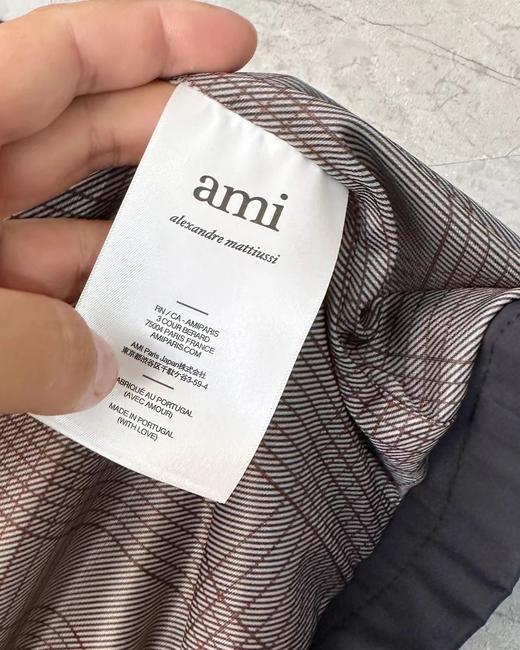 ami
alexandre mattiussi
RN / CA - AMIPARIS
3 COUR BERARD
75004 PARIS FRANCE
AMIPARIS.COM
AMI Paris Japan株式会社
東京都渋谷区千駄ケ谷3-59-4
ABRIQUÉ AU PORTUGAL
(AVEC AMOUR)
MADE IN PORTUGAL
(WITH LOVE)